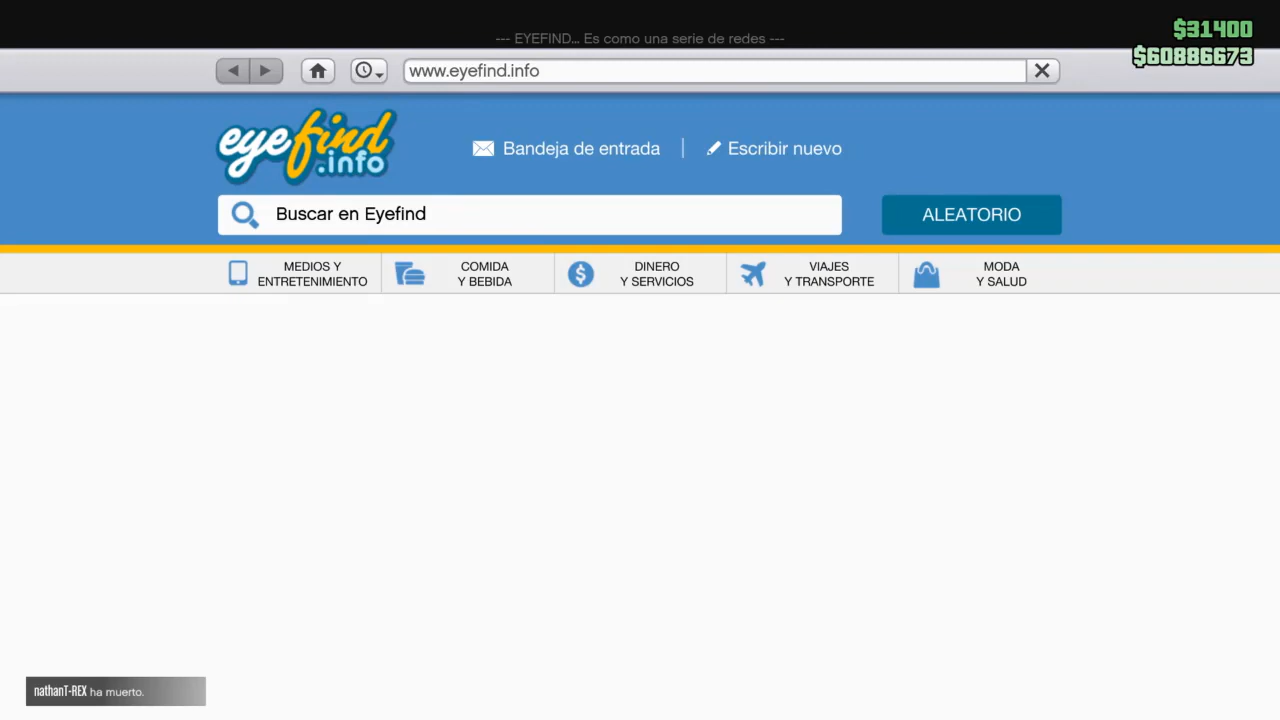 --- EYEFIND... Es como una serie de redes ---
$31400
$60886673
www.eyefind.info
eyefind
.info
Bandeja de entrada
Escribir nuevo
Buscar en Eyefind
ALEATORIO
MEDIOS Y
ENTRETENIMIENTO
COMIDA
Y BEBIDA
DINERO
Y SERVICIOS
VIAJES
Y TRANSPORTE
MODA
Y SALUD
nathanT-REX ha muerto.